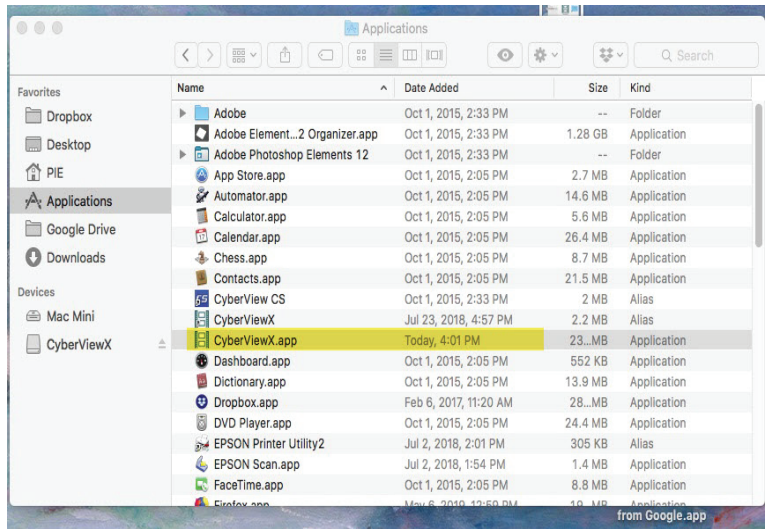 Applications
Search
Favorites
Dropbox
Desktop
PIE
Applications
Google Drive
Downloads
Devices
Mac Mini
CyberViewX
Name Date Added Size Kind
Adobe Oct 1, 2015, 2:33 PM -- Folder
Adobe Element...2 Organizer.app Oct 1, 2015, 2:33 PM 1.28 GB Application
Adobe Photoshop Elements 12 Oct 1, 2015, 2:33 PM -- Folder
App Store.app Oct 1, 2015, 2:05 PM 2.7 MB Application
Automator.app Oct 1, 2015, 2:05 PM 14.6 MB Application
Calculator.app Oct 1, 2015, 2:05 PM 5.6 MB Application
Calendar.app Oct 1, 2015, 2:05 PM 26.4 MB Application
Chess.app Oct 1, 2015, 2:05 PM 8.7 MB Application
Contacts.app Oct 1, 2015, 2:05 PM 21.5 MB Application
CyberView CS Oct 1, 2015, 2:33 PM 2 MB Alias
CyberViewX Jul 23, 2018, 4:57 PM 2.2 MB Alias
CyberViewX.app Today, 4:01 PM 23...MB Application
Dashboard.app Oct 1, 2015, 2:05 PM 552 KB Application
Dictionary.app Oct 1, 2015, 2:05 PM 13.9 MB Application
Dropbox.app Feb 6, 2017, 11:20 AM 28...MB Application
DVD Player.app Oct 1, 2015, 2:05 PM 24.4 MB Application
EPSON Printer Utility2 Jul 2, 2018, 2:01 PM 305 KB Alias
EPSON Scan.app Jul 2, 2018, 1:54 PM 1.4 MB Application
FaceTime.app Oct 1, 2015, 2:05 PM 8.8 MB Application
Firefox.app May 6, 2019, 12:59 PM 19...MB Application
from Google.app